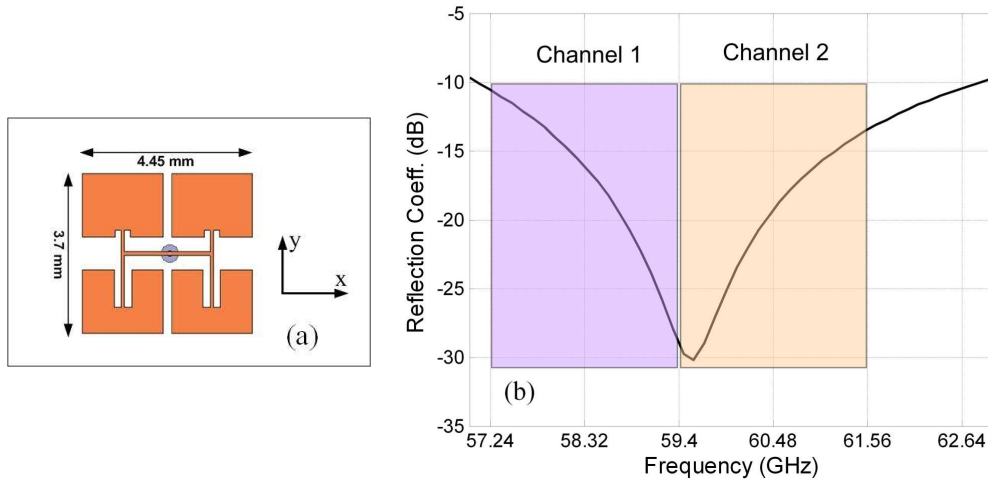 4.45 mm
3.7 mm
y
x
(a)
Channel 1
Channel 2
Reflection Coeff. (dB)
-5
-10
-15
-20
-25
-30
-35
(b)
57.24
58.32
59.4
60.48
61.56
62.64
Frequency (GHz)